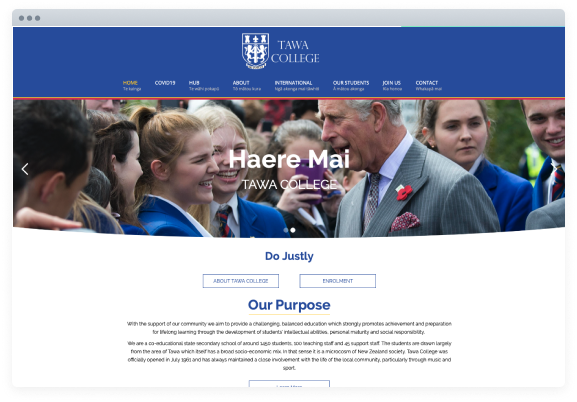 TAWA
COLLEGE
HOME
Te kainga
COVID19
HUB
Te wāhi pokapū
ABOUT
Tō mātou kura
INTERNATIONAL
Ngā akonga mai tāwāhi
OUR STUDENTS
Ā mātou akonga
JOIN US
Kia honoa
CONTACT
Whakapā mai
Haere Mai
TAWA COLLEGE
Do Justly
ABOUT TAWA COLLEGE
ENROLMENT
Our Purpose
With the support of our community we aim to provide a challenging, balanced education which strongly promotes achievement and preparation
for lifelong learning through the development of students' intellectual abilities, personal maturity and social responsibility.
We are a co-educational state secondary school of around 1450 students, 100 teaching staff and 45 support staff. The students are drawn largely
from the area of Tawa which itself has a broad socio-economic mix. In that sense it is a microcosm of New Zealand society. Tawa College was
officially opened in July 1961 and has always maintained a close involvement with the life of the local community, particularly through music and
sport.